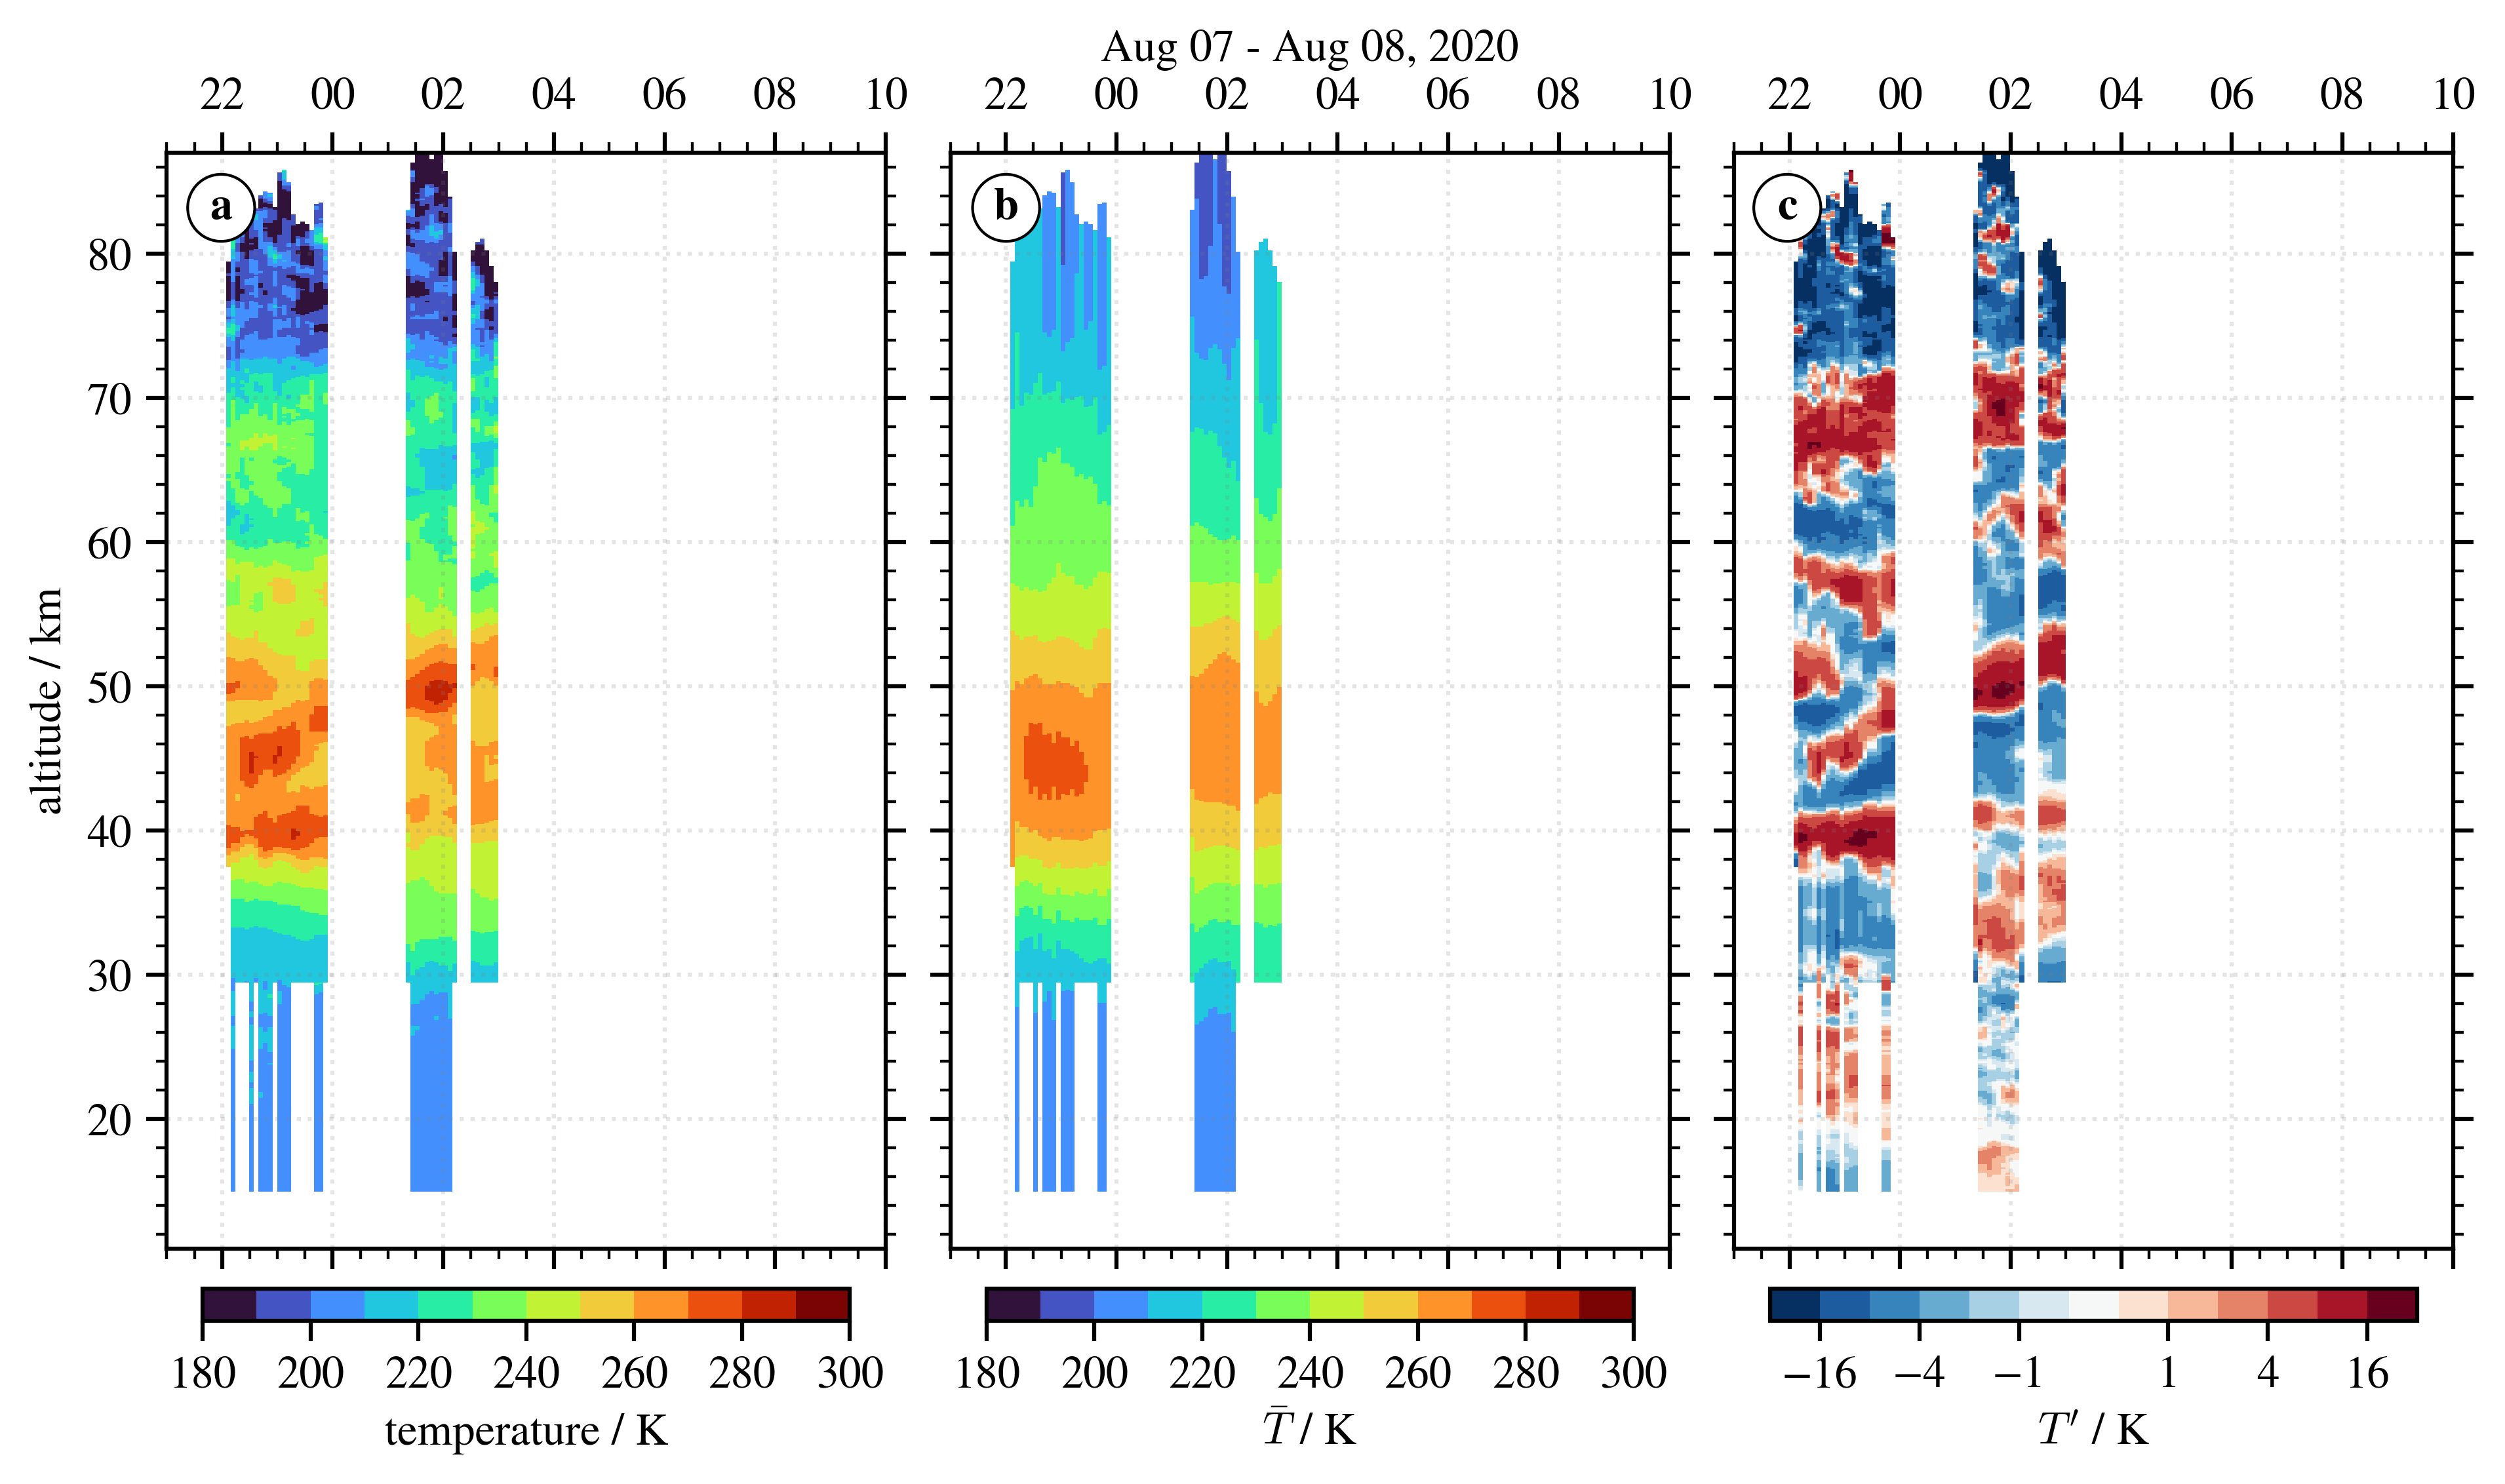 Aug 07 - Aug 08, 2020
22 00 02 04 06 08 10 22 00 02 04 06 08 10 22 00 02 04 06 08 10
a b c
80
70
60
50
40
30
20
altitude / km
180 200 220 240 260 280 300 180 200 220 240 260 280 300 −16 −4 −1 1 4 16
temperature / K T̄ / K T′ / K